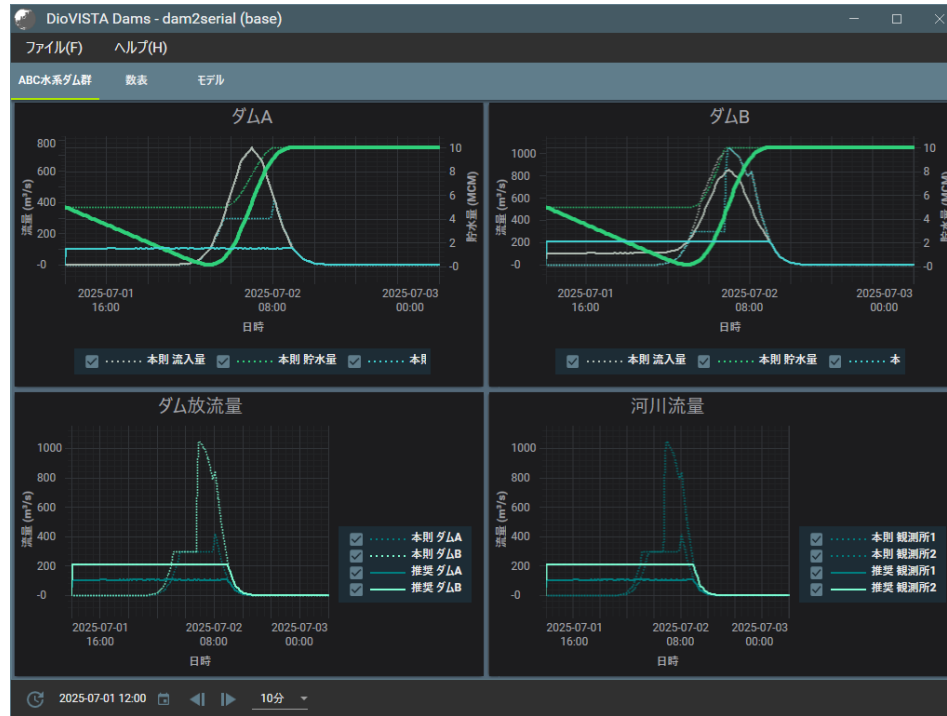 DioVISTA Dams - dam2serial (base)
ファイル(F) ヘルプ(H)
ABC水系ダム群 数表 モデル
ダムA
800
600
400
200
-0
流量 (m³/s)
10
8
6
4
2
-0
貯水量 (MCM)
2025-07-01 16:00
2025-07-02 08:00
2025-07-03 00:00
日時
本則 流入量 本則 貯水量 本則
ダムB
1000
800
600
400
200
-0
流量 (m³/s)
10
8
6
4
2
-0
貯水量 (MCM)
2025-07-01 16:00
2025-07-02 08:00
2025-07-03 00:00
日時
本則 流入量 本則 貯水量 本
ダム放流量
1000
800
600
400
200
-0
流量 (m³/s)
2025-07-01 16:00
2025-07-02 08:00
2025-07-03 00:00
日時
本則 ダムA
本則 ダムB
推奨 ダムA
推奨 ダムB
河川流量
1000
800
600
400
200
-0
流量 (m³/s)
2025-07-01 16:00
2025-07-02 08:00
2025-07-03 00:00
日時
本則 観測所1
本則 観測所2
推奨 観測所1
推奨 観測所2
2025-07-01 12:00 10分